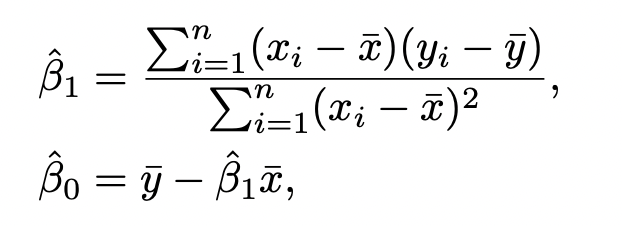 β̂₁ = ∑ⁿᵢ₌₁(xᵢ − x̄)(yᵢ − ȳ) / ∑ⁿᵢ₌₁(xᵢ − x̄)²,
β̂₀ = ȳ − β̂₁x̄,